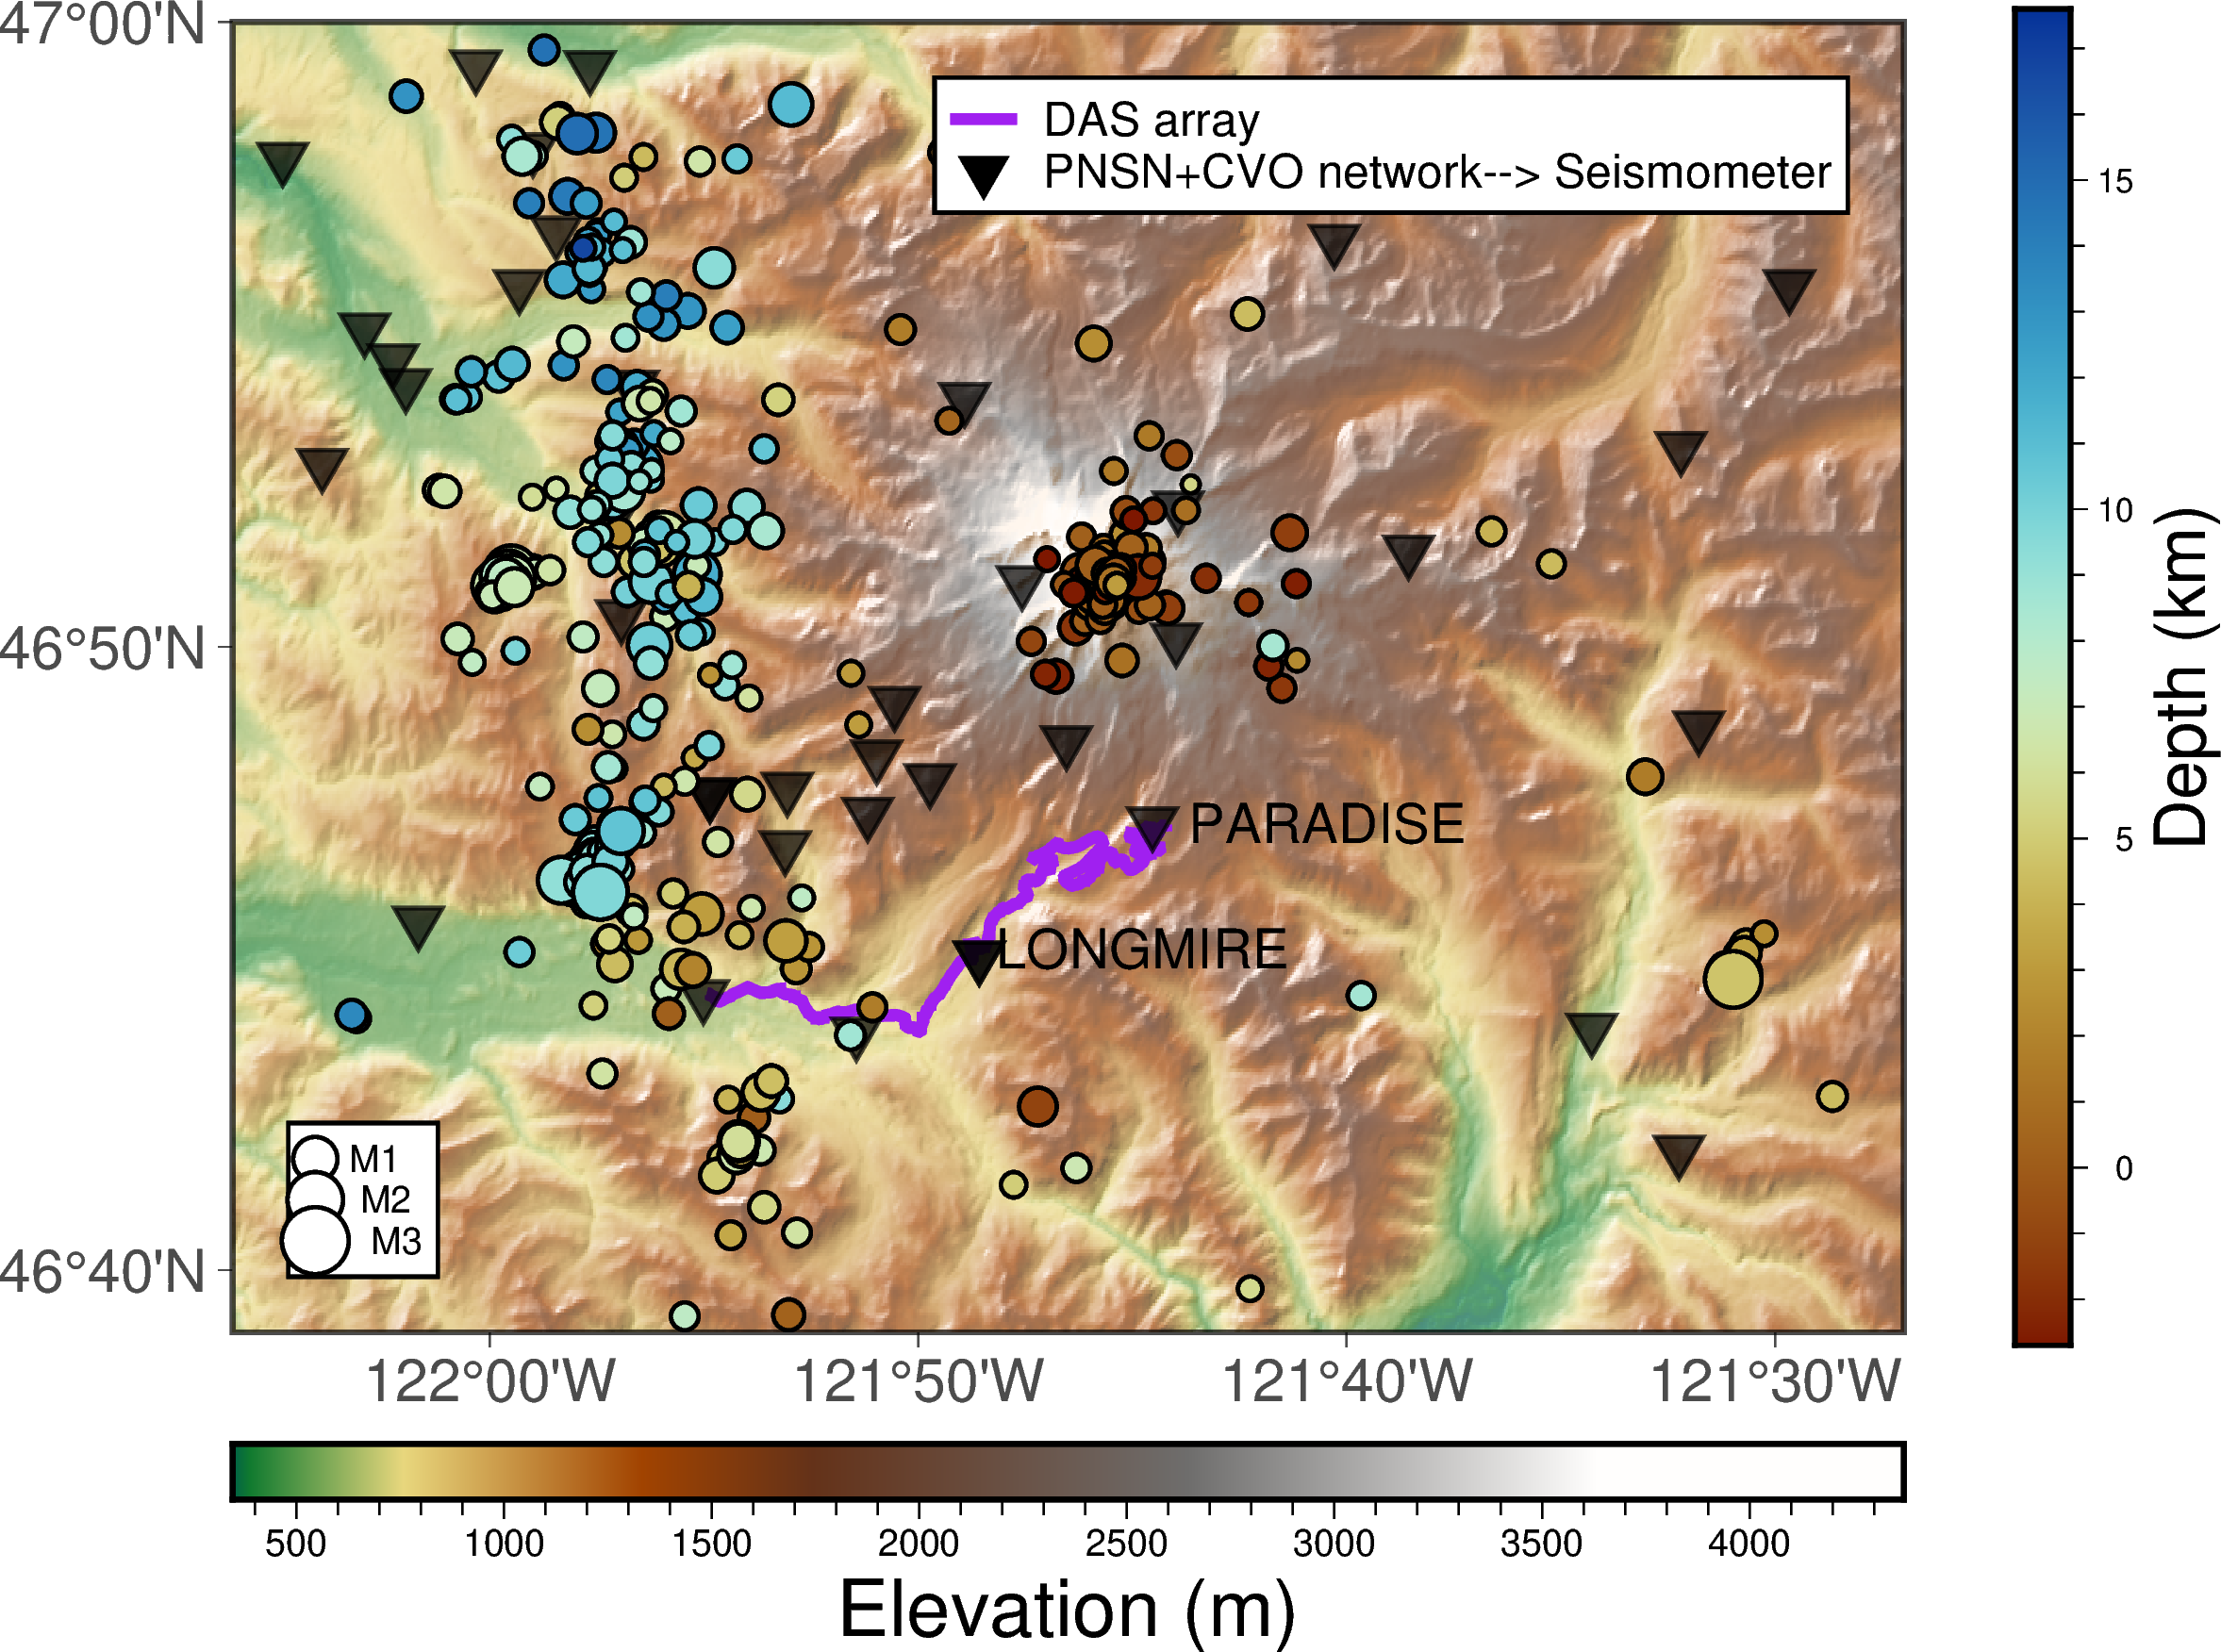 47°00'N
46°50'N
46°40'N
DAS array
PNSN+CVO network--> Seismometer
PARADISE
LONGMIRE
M1
M2
M3
122°00'W 121°50'W 121°40'W 121°30'W
500 1000 1500 2000 2500 3000 3500 4000
Elevation (m)
15
10
5
0
Depth (km)